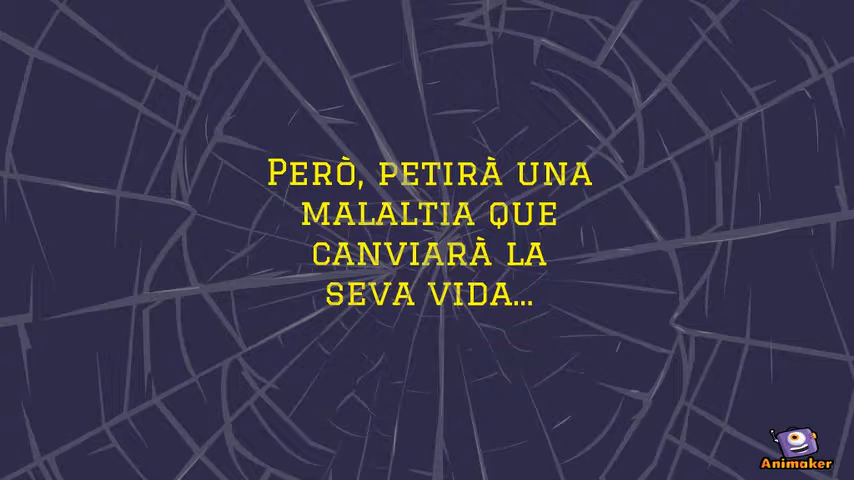 Però, petirà una
malaltia que
canviarà la
seva vida...
Animaker